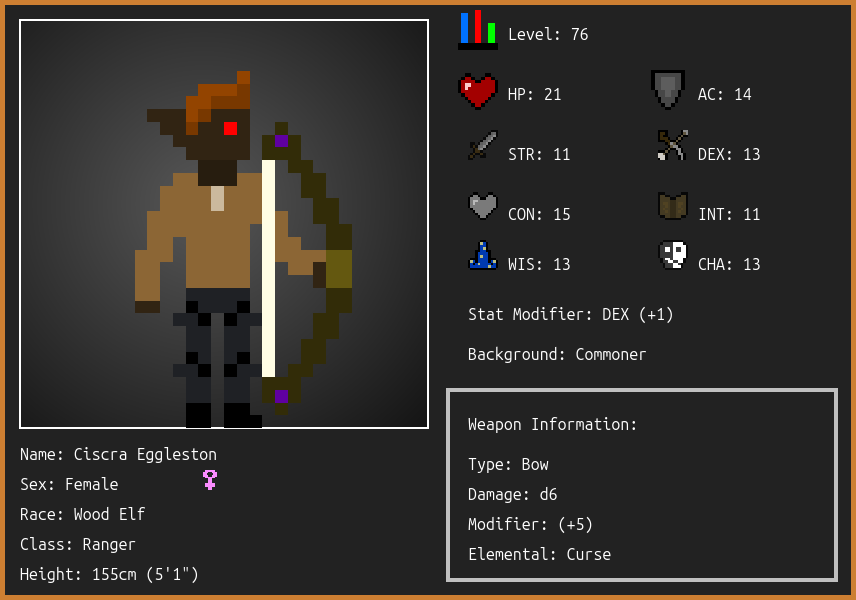 Level: 76
HP: 21
AC: 14
STR: 11
DEX: 13
CON: 15
INT: 11
WIS: 13
CHA: 13
Stat Modifier: DEX (+1)
Background: Commoner
Weapon Information:
Type: Bow
Damage: d6
Modifier: (+5)
Elemental: Curse
Name: Ciscra Eggleston
Sex: Female
Race: Wood Elf
Class: Ranger
Height: 155cm (5'1")